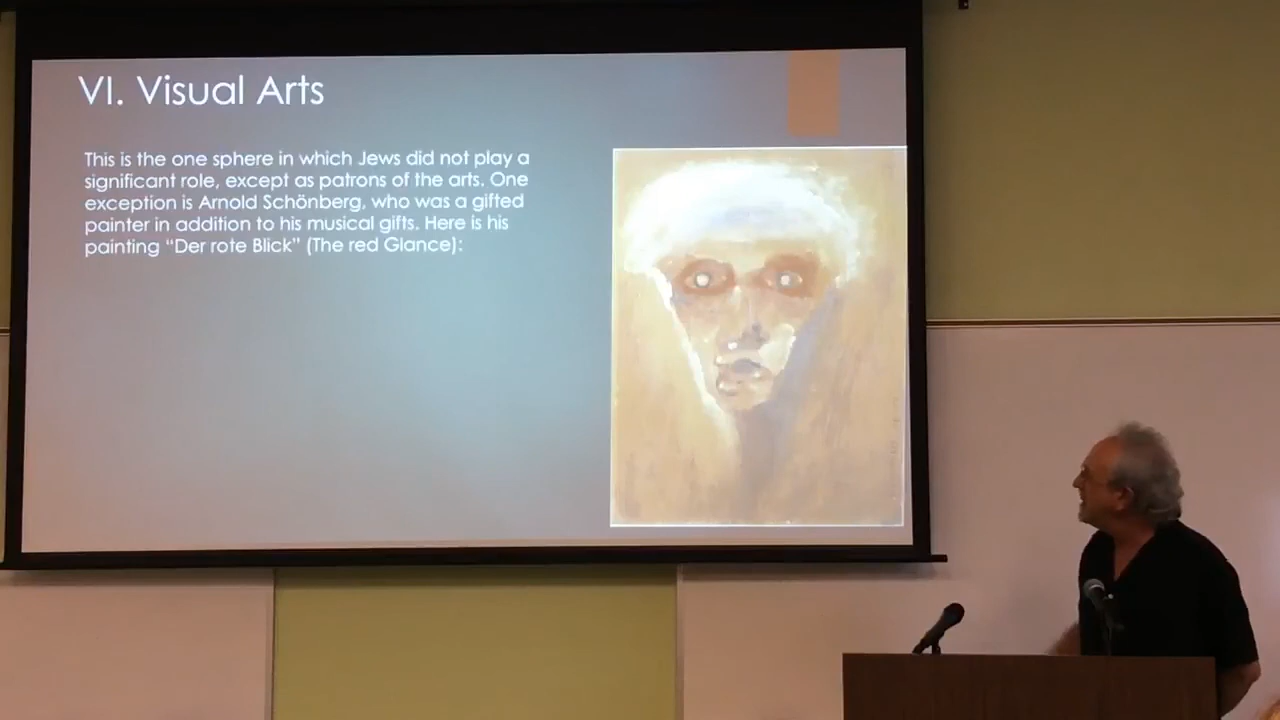 VI. Visual Arts
This is the one sphere in which Jews did not play a
significant role, except as patrons of the arts. One
exception is Arnold Schönberg, who was a gifted
painter in addition to his musical gifts. Here is his
painting “Der rote Blick” (The red Glance):